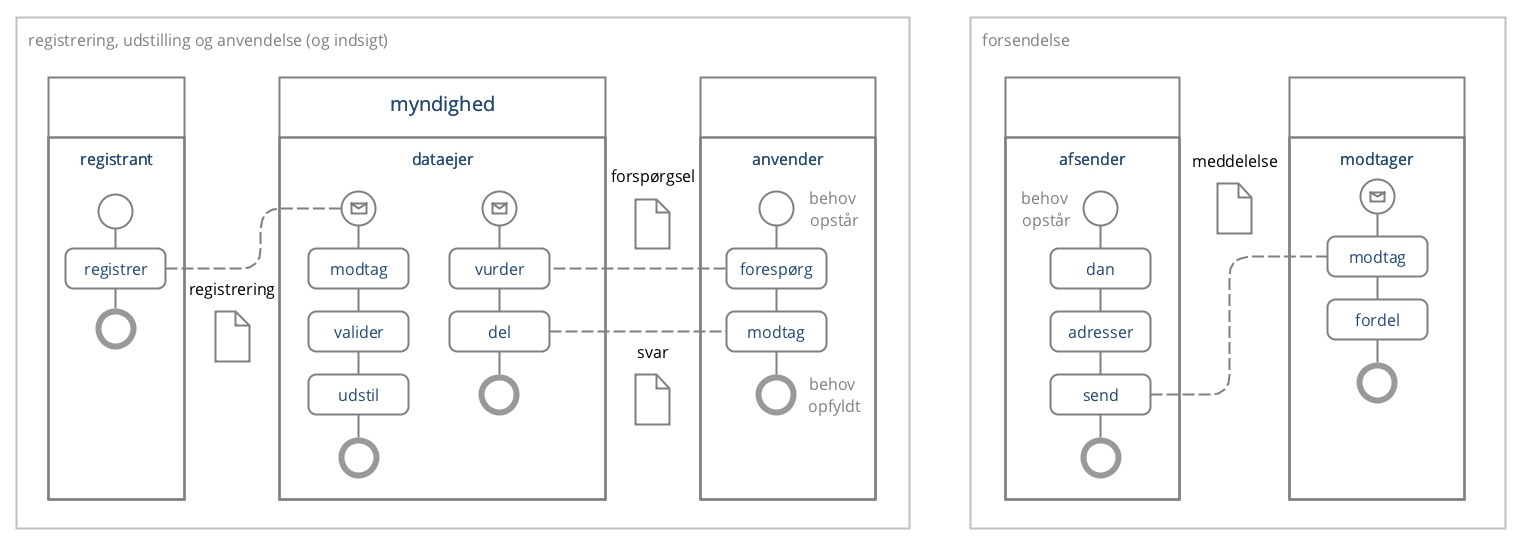 registrering, udstilling og anvendelse (og indsigt)
myndighed
registrant
registrer
registrering
dataejer
modtag
valider
udstil
vurder
del
forspørgsel
svar
anvender
behov
opstår
forespørg
modtag
behov
opfyldt
forsendelse
afsender
behov
opstår
dan
adresser
send
meddelelse
modtager
modtag
fordel